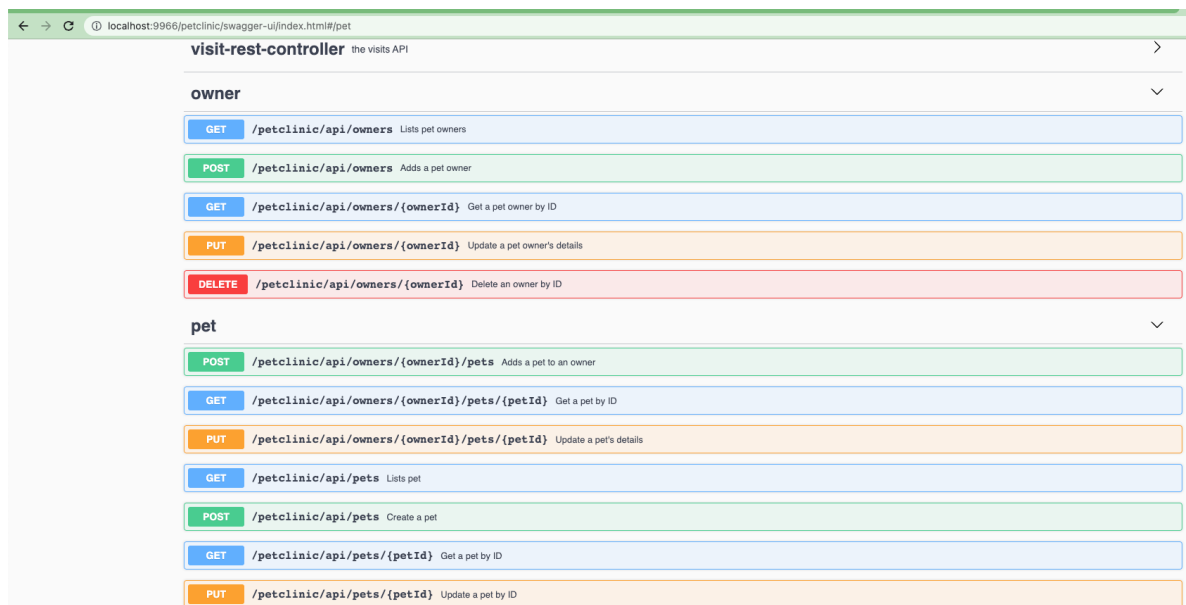 localhost:9966/petclinic/swagger-ui/index.html#/pet
visit-rest-controller the visits API
owner
GET /petclinic/api/owners Lists pet owners
POST /petclinic/api/owners Adds a pet owner
GET /petclinic/api/owners/{ownerId} Get a pet owner by ID
PUT /petclinic/api/owners/{ownerId} Update a pet owner's details
DELETE /petclinic/api/owners/{ownerId} Delete an owner by ID
pet
POST /petclinic/api/owners/{ownerId}/pets Adds a pet to an owner
GET /petclinic/api/owners/{ownerId}/pets/{petId} Get a pet by ID
PUT /petclinic/api/owners/{ownerId}/pets/{petId} Update a pet's details
GET /petclinic/api/pets Lists pet
POST /petclinic/api/pets Create a pet
GET /petclinic/api/pets/{petId} Get a pet by ID
PUT /petclinic/api/pets/{petId} Update a pet by ID